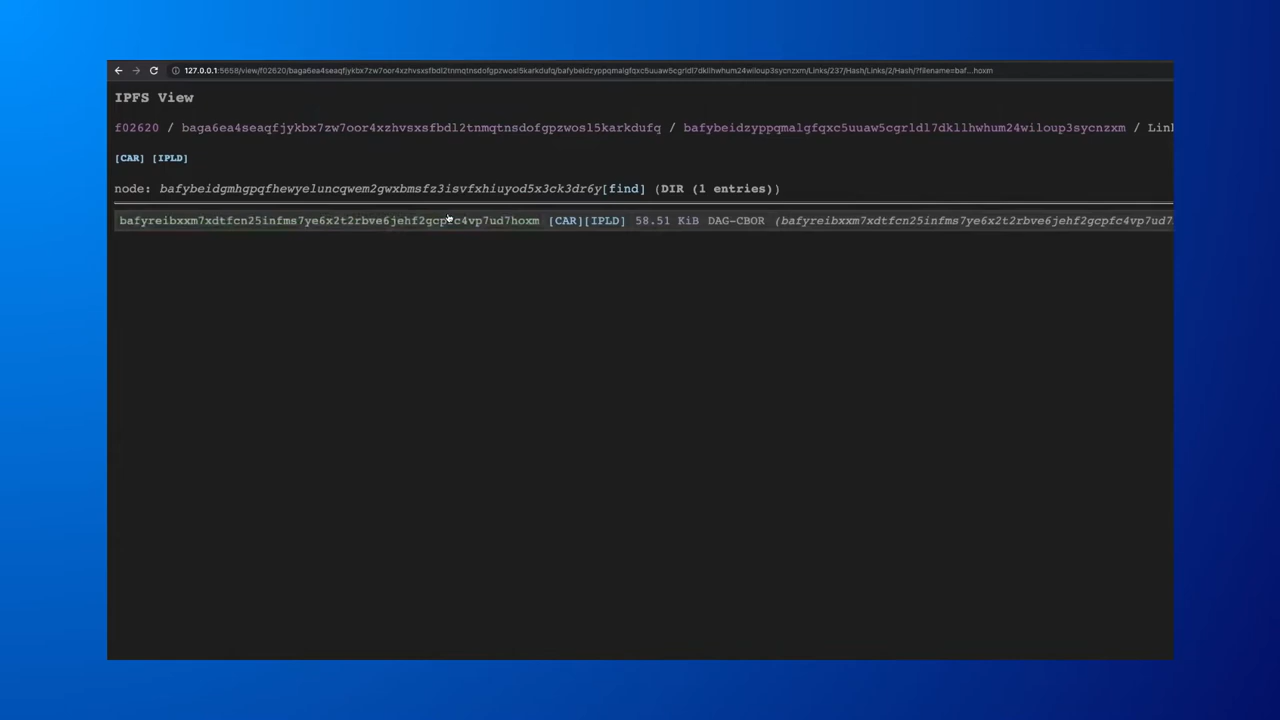 127.0.0.1:5658/view/f02620/baga6ea4seaqfjykbx7zw7oor4xzhvsxsfbdl2tnmqtnsdofgpzwosl5karkdufq/bafybeidzyppqmalgfqxc5uuaw5cgrldl7dkllhwhum24wiloup3sycnzxm/Links/237/Hash/Links/2/Hash/?filename=baf...hoxm
IPFS View
f02620 / baga6ea4seaqfjykbx7zw7oor4xzhvsxsfbdl2tnmqtnsdofgpzwosl5karkdufq / bafybeidzyppqmalgfqxc5uuaw5cgrldl7dkllhwhum24wiloup3sycnzxm / Link
[CAR] [IPLD]
node: bafybeidgmhgpqfhewyeluncqwem2gwxbmsfz3isvfxhiuyod5x3ck3dr6y[find] (DIR (1 entries))
bafyreibxxm7xdtfcn25infms7ye6x2t2rbve6jehf2gcpfc4vp7ud7hoxm [CAR][IPLD] 58.51 KiB DAG-CBOR (bafyreibxxm7xdtfcn25infms7ye6x2t2rbve6jehf2gcpfc4vp7ud7